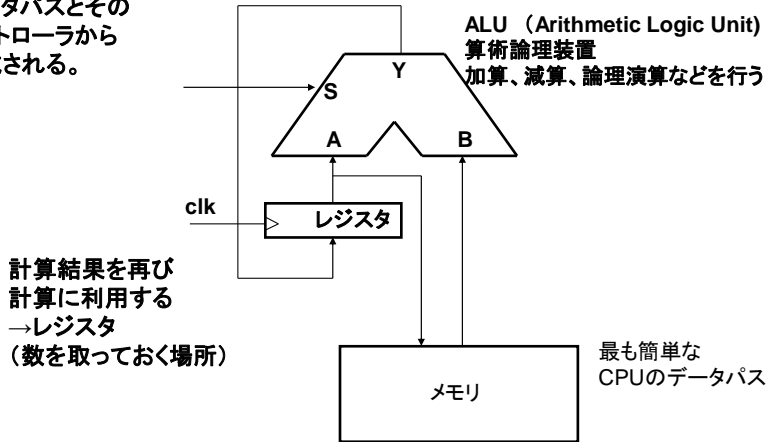 タパスとその
トローラから
される。
ALU （Arithmetic Logic Unit)
算術論理装置
加算、減算、論理演算などを行う
Y
S
A
B
clk
レジスタ
計算結果を再び
計算に利用する
→レジスタ
（数を取っておく場所）
メモリ
最も簡単な
CPUのデータパス